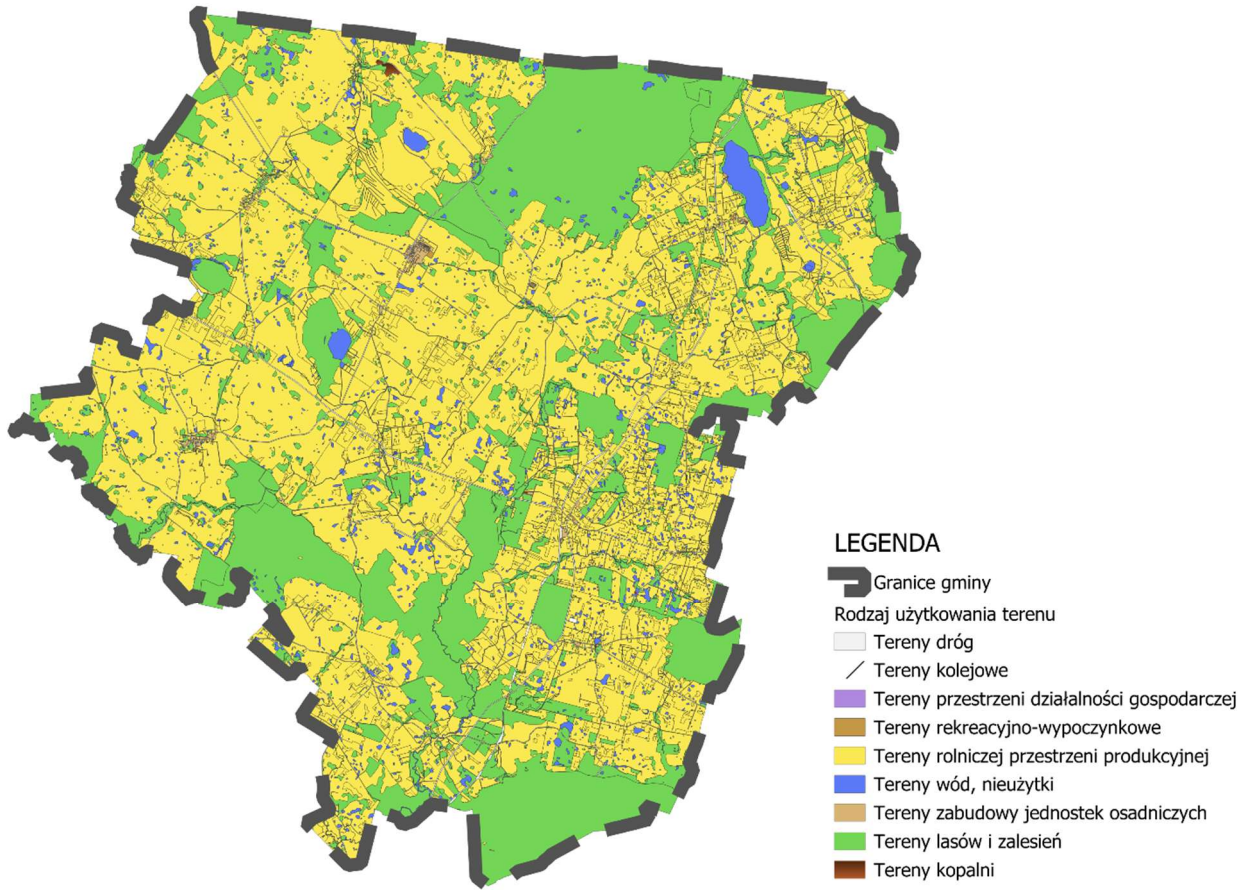 LEGENDA
Granice gminy
Rodzaj użytkowania terenu
Tereny dróg
Tereny kolejowe
Tereny przestrzeni działalności gospodarczej
Tereny rekreacyjno-wypoczynkowe
Tereny rolniczej przestrzeni produkcyjnej
Tereny wód, nieużytki
Tereny zabudowy jednostek osadniczych
Tereny lasów i zalesień
Tereny kopalni